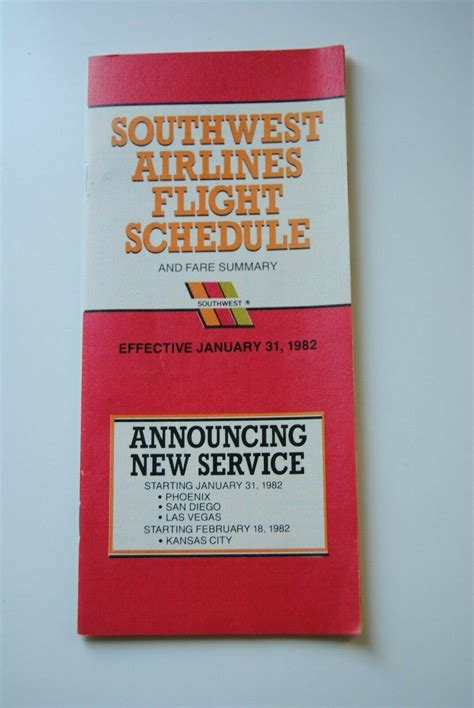 SOUTHWEST
AIRLINES
FLIGHT
SCHEDULE
AND FARE SUMMARY
SOUTHWEST ®
EFFECTIVE JANUARY 31, 1982
ANNOUNCING
NEW SERVICE
STARTING JANUARY 31, 1982
• PHOENIX
• SAN DIEGO
• LAS VEGAS
STARTING FEBRUARY 18, 1982
• KANSAS CITY